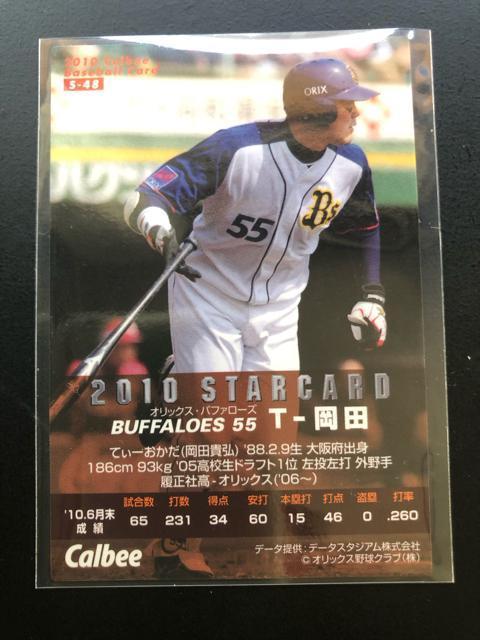 2010 Calbee
Baseball Card
S-48
ORIX
Bs
55
2010 STARCARD
オリックス・バファローズ
BUFFALOES 55 T-岡田
てぃーおかだ(岡田貴弘) '88.2.9生 大阪府出身
186cm 93kg '05高校生ドラフト1位 左投左打 外野手
履正社高-オリックス('06~)
試合数 打数 得点 安打 本塁打 打点 盗塁 打率
'10.6月末成績 65 231 34 60 15 46 0 .260
Calbee
データ提供:データスタジアム株式会社
©オリックス野球クラブ(株)